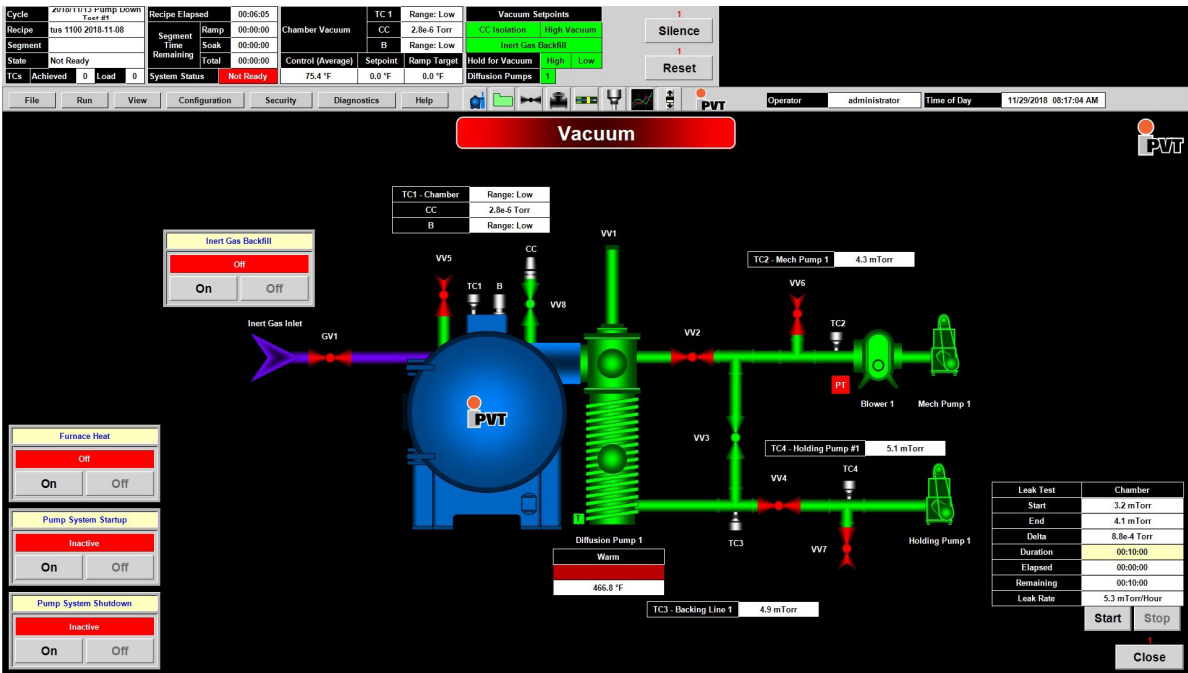 Cycle 2018/11/13 Pump Down Test #1 Recipe Elapsed 00:06:05 Chamber Vacuum TC 1 Range: Low Vacuum Setpoints 1
Recipe tus 1100 2018-11-08 Segment Time Remaining Ramp 00:00:00 CC 2.8e-6 Torr CC Isolation High Vacuum Silence
Segment Soak 00:00:00 B Range: Low Inert Gas Backfill 1
State Not Ready Total 00:00:00 Control (Average) Setpoint Ramp Target Hold for Vacuum High Low Reset
TCs Achieved 0 Load 0 System Status Not Ready 75.4 °F 0.0 °F 0.0 °F Diffusion Pumps 1
File Run View Configuration Security Diagnostics Help PVT Operator administrator Time of Day 11/29/2018 08:17:04 AM
Vacuum
PVT
TC1 - Chamber Range: Low
CC 2.8e-6 Torr
B Range: Low
Inert Gas Backfill
Off
On Off
VV1
VV5
CC
TC2 - Mech Pump 1 4.3 mTorr
TC1 B
VV8
VV6
Inert Gas Inlet
GV1
VV2
TC2
PT
Blower 1
Mech Pump 1
PVT
Furnace Heat
Off
On Off
VV3
TC4 - Holding Pump #1 5.1 mTorr
VV4
TC4
Pump System Startup
Inactive
On Off
T
Diffusion Pump 1
Warm
466.8 °F
TC3
VV7
Holding Pump 1
TC3 - Backing Line 1 4.9 mTorr
Pump System Shutdown
Inactive
On Off
Leak Test Chamber
Start 3.2 mTorr
End 4.1 mTorr
Delta 8.8e-4 Torr
Duration 00:10:00
Elapsed 00:00:00
Remaining 00:10:00
Leak Rate 5.3 mTorr/Hour
Start Stop
1
Close